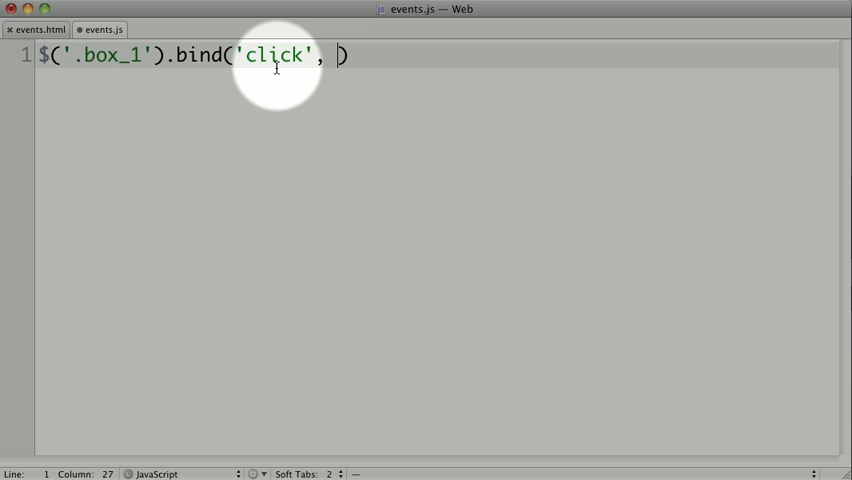 events.js — Web
events.html
events.js
1 $('.box_1').bind('click', )
Line: 1 Column: 27 JavaScript Soft Tabs: 2 —